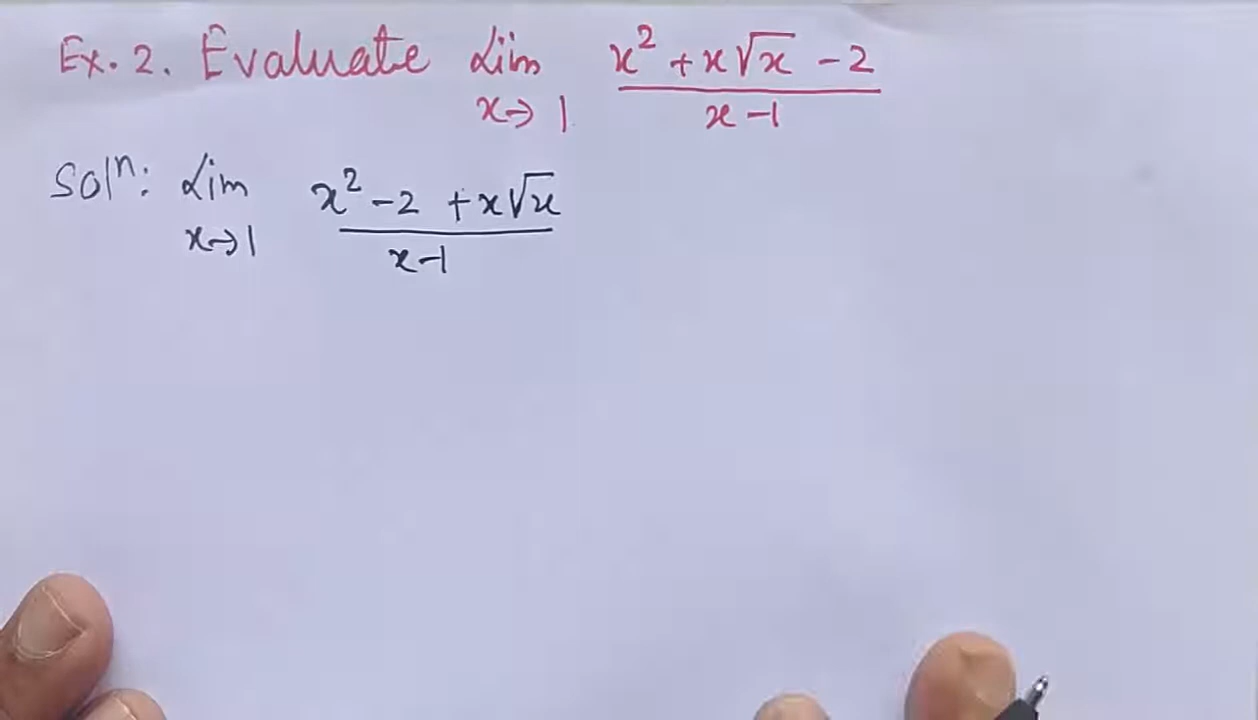 Ex. 2. Evaluate Lim x→1 x² + x√x - 2 / x - 1
Solⁿ: Lim x→1 x² - 2 + x√x / x - 1